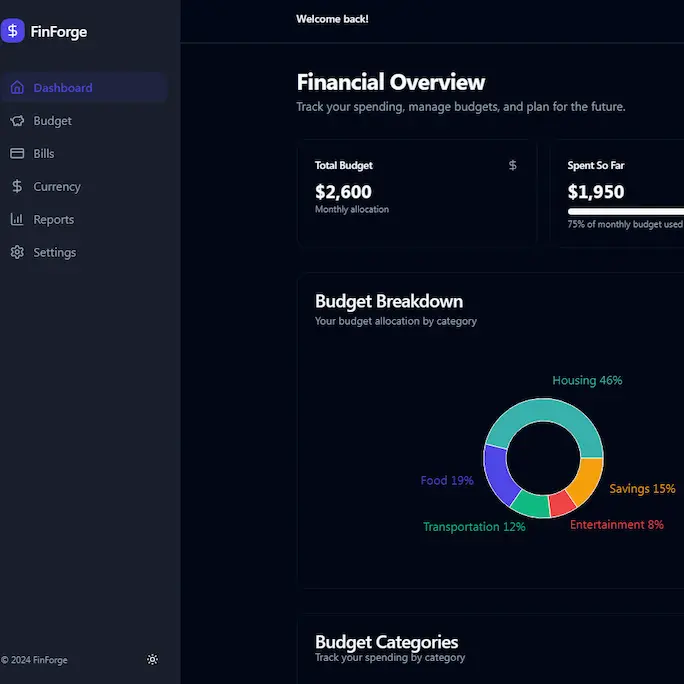 FinForge
Welcome back!
Dashboard
Budget
Bills
Currency
Reports
Settings
Financial Overview
Track your spending, manage budgets, and plan for the future.
Total Budget
$
$2,600
Monthly allocation
Spent So Far
$1,950
75% of monthly budget used
Budget Breakdown
Your budget allocation by category
Housing 46%
Food 19%
Savings 15%
Transportation 12%
Entertainment 8%
Budget Categories
Track your spending by category
© 2024 FinForge